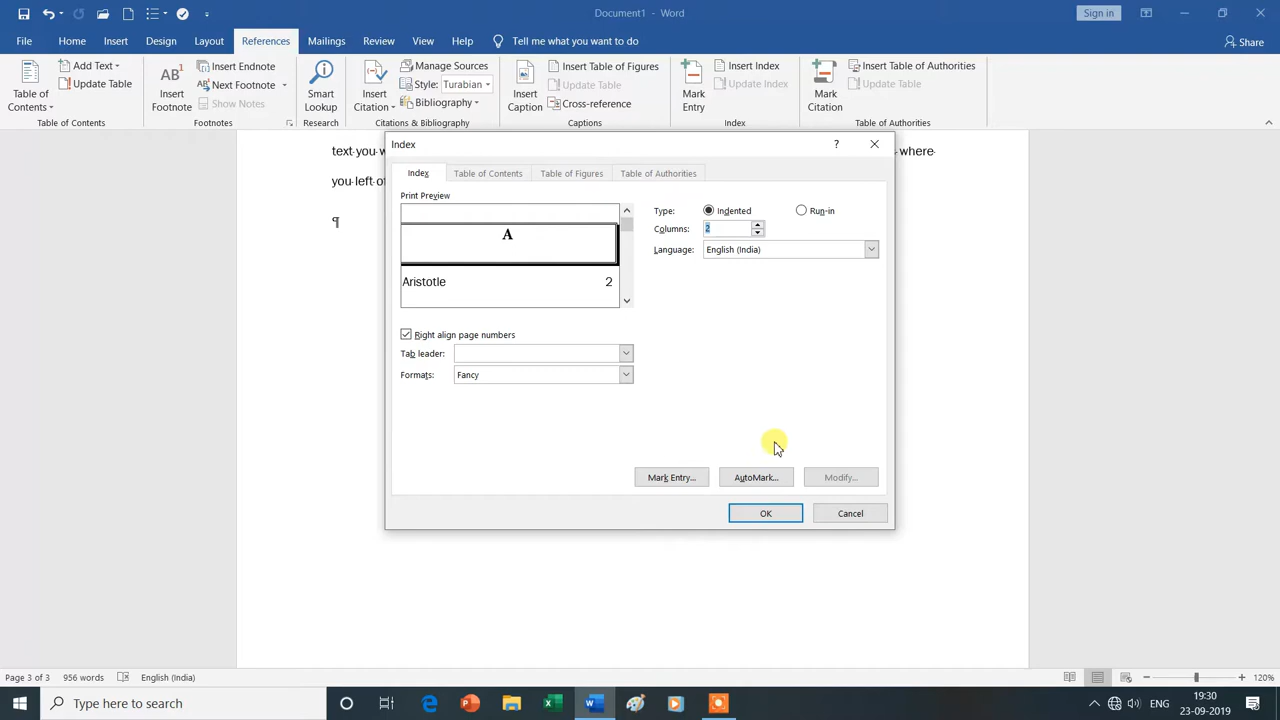 Document1 - Word
Sign in
File Home Insert Design Layout References Mailings Review View Help Tell me what you want to do Share
Table of
Contents
Add Text
Update Table
Table of Contents
AB1
Insert
Footnote
Insert Endnote
Next Footnote
Show Notes
Footnotes
Smart
Lookup
Research
Insert
Citation
Manage Sources
Style: Turabian
Bibliography
Citations & Bibliography
Insert
Caption
Insert Table of Figures
Update Table
Cross-reference
Captions
Mark
Entry
Insert Index
Update Index
Index
Mark
Citation
Insert Table of Authorities
Update Table
Table of Authorities
text you w
where
you left of
¶
Index
?
Index Table of Contents Table of Figures Table of Authorities
Print Preview
A
Aristotle 2
Type: Indented Run-in
Columns: 2
Language: English (India)
Right align page numbers
Tab leader:
Formats: Fancy
Mark Entry... AutoMark... Modify...
OK Cancel
Page 3 of 3 956 words English (India) 120%
Type here to search
ENG
19:30
23-09-2019